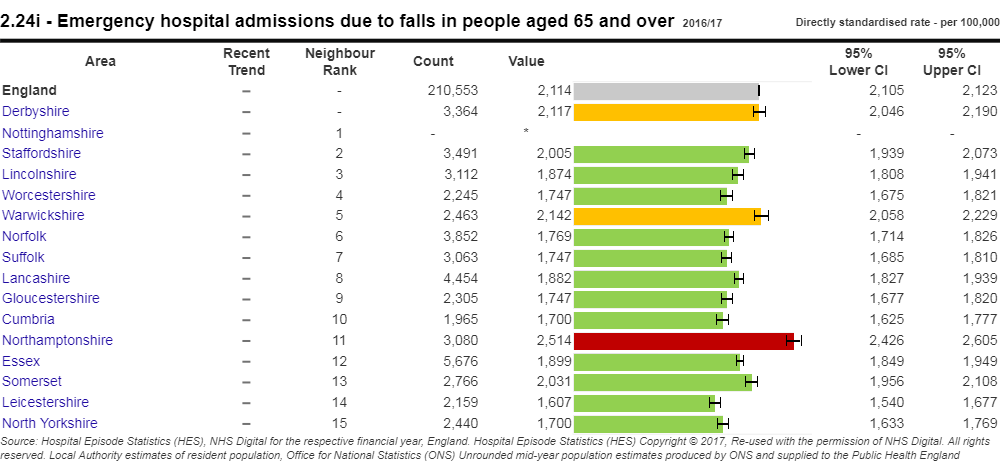 2.24i - Emergency hospital admissions due to falls in people aged 65 and over 2016/17 Directly standardised rate - per 100,000
Area Recent Trend Neighbour Rank Count Value 95% Lower CI 95% Upper CI
England – - 210,553 2,114 2,105 2,123
Derbyshire – - 3,364 2,117 2,046 2,190
Nottinghamshire – 1 - * - -
Staffordshire – 2 3,491 2,005 1,939 2,073
Lincolnshire – 3 3,112 1,874 1,808 1,941
Worcestershire – 4 2,245 1,747 1,675 1,821
Warwickshire – 5 2,463 2,142 2,058 2,229
Norfolk – 6 3,852 1,769 1,714 1,826
Suffolk – 7 3,063 1,747 1,685 1,810
Lancashire – 8 4,454 1,882 1,827 1,939
Gloucestershire – 9 2,305 1,747 1,677 1,820
Cumbria – 10 1,965 1,700 1,625 1,777
Northamptonshire – 11 3,080 2,514 2,426 2,605
Essex – 12 5,676 1,899 1,849 1,949
Somerset – 13 2,766 2,031 1,956 2,108
Leicestershire – 14 2,159 1,607 1,540 1,677
North Yorkshire – 15 2,440 1,700 1,633 1,769
Source: Hospital Episode Statistics (HES), NHS Digital for the respective financial year, England. Hospital Episode Statistics (HES) Copyright © 2017, Re-used with the permission of NHS Digital. All rights
reserved. Local Authority estimates of resident population, Office for National Statistics (ONS) Unrounded mid-year population estimates produced by ONS and supplied to the Public Health England